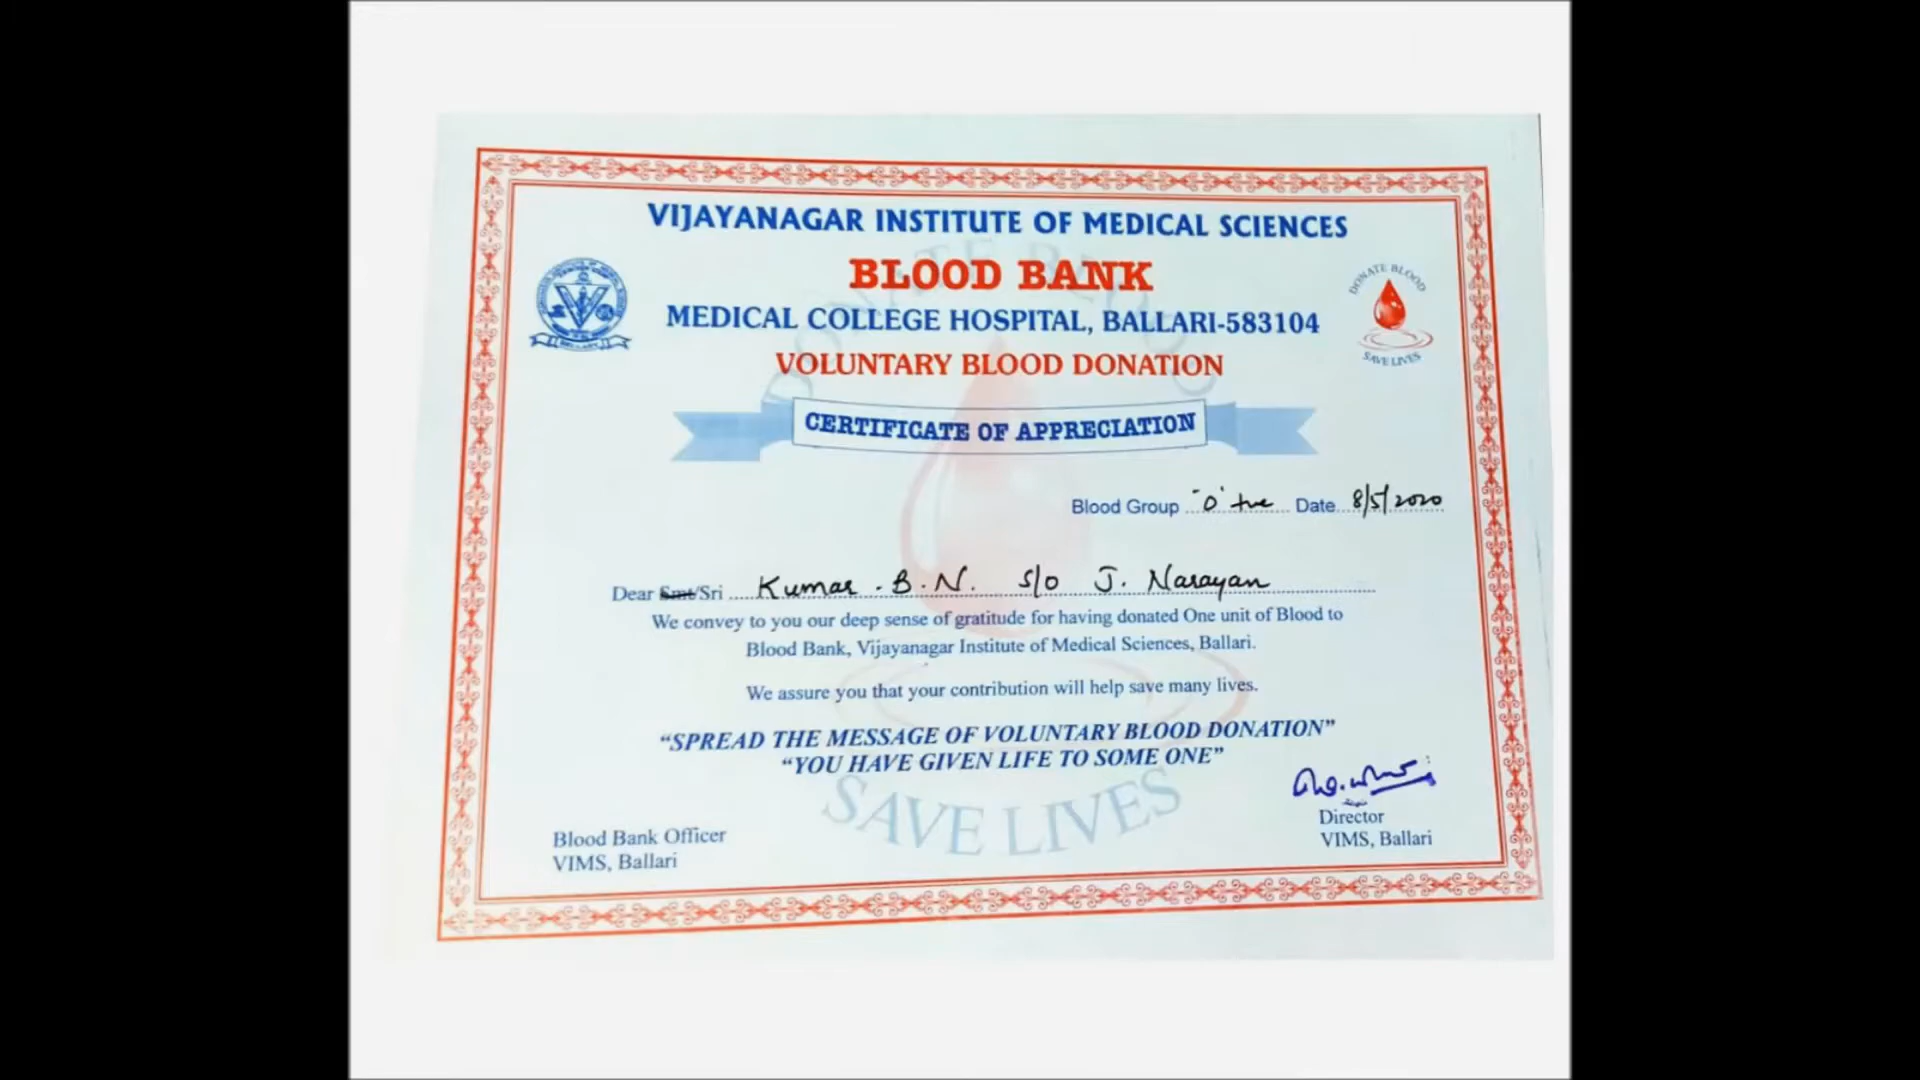 VIJAYANAGAR INSTITUTE OF MEDICAL SCIENCES
BLOOD BANK
MEDICAL COLLEGE HOSPITAL, BALLARI-583104
VOLUNTARY BLOOD DONATION
DONATE BLOOD
SAVE LIVES
CERTIFICATE OF APPRECIATION
Blood Group "O" +ve Date 8/5/2020
Dear Smt/Sri Kumar . B . N. S/o J. Narayan
We convey to you our deep sense of gratitude for having donated One unit of Blood to
Blood Bank, Vijayanagar Institute of Medical Sciences, Ballari.
We assure you that your contribution will help save many lives.
“SPREAD THE MESSAGE OF VOLUNTARY BLOOD DONATION”
“YOU HAVE GIVEN LIFE TO SOME ONE”
DONATE BLOOD
SAVE LIVES
Blood Bank Officer
VIMS, Ballari
Director
VIMS, Ballari